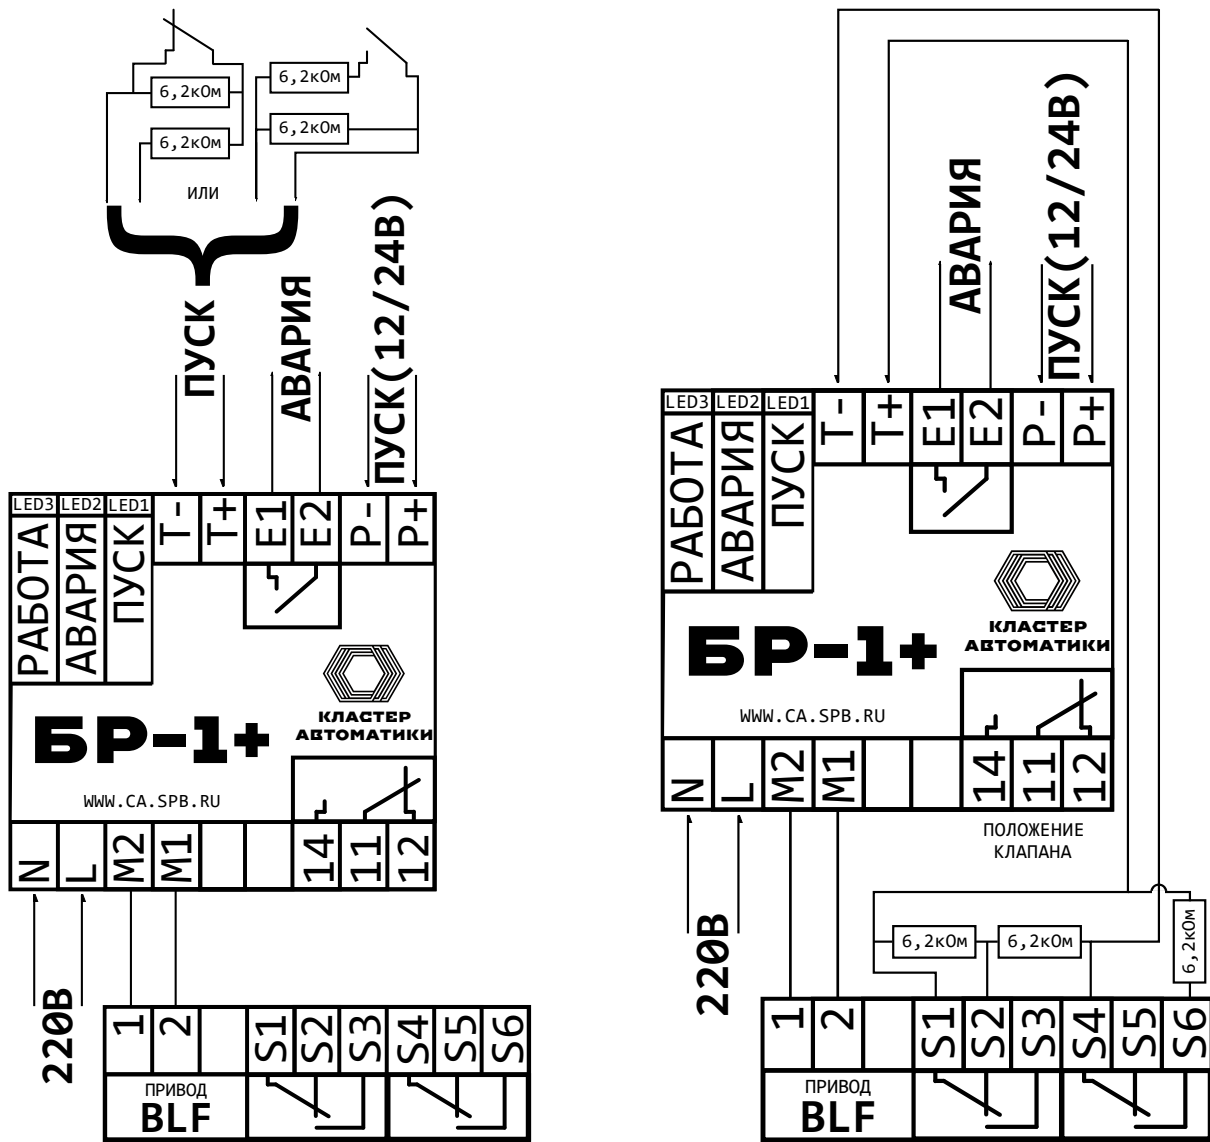 6,2кОм
6,2кОм
6,2кОм
6,2кОм
ИЛИ
ПУСК
АВАРИЯ
ПУСК(12/24В)
LED3 LED2 LED1
РАБОТА
АВАРИЯ
ПУСК
T-
T+
E1
E2
P-
P+
КЛАСТЕР
АВТОМАТИКИ
БР-1+
WWW.CA.SPB.RU
N
L
M2
M1
14
11
12
220В
1
2
S1
S2
S3
S4
S5
S6
ПРИВОД
BLF
АВАРИЯ
ПУСК(12/24В)
LED3 LED2 LED1
РАБОТА
АВАРИЯ
ПУСК
T-
T+
E1
E2
P-
P+
КЛАСТЕР
АВТОМАТИКИ
БР-1+
WWW.CA.SPB.RU
N
L
M2
M1
14
11
12
ПОЛОЖЕНИЕ
КЛАПАНА
220В
6,2кОм
6,2кОм
6,2кОм
1
2
S1
S2
S3
S4
S5
S6
ПРИВОД
BLF